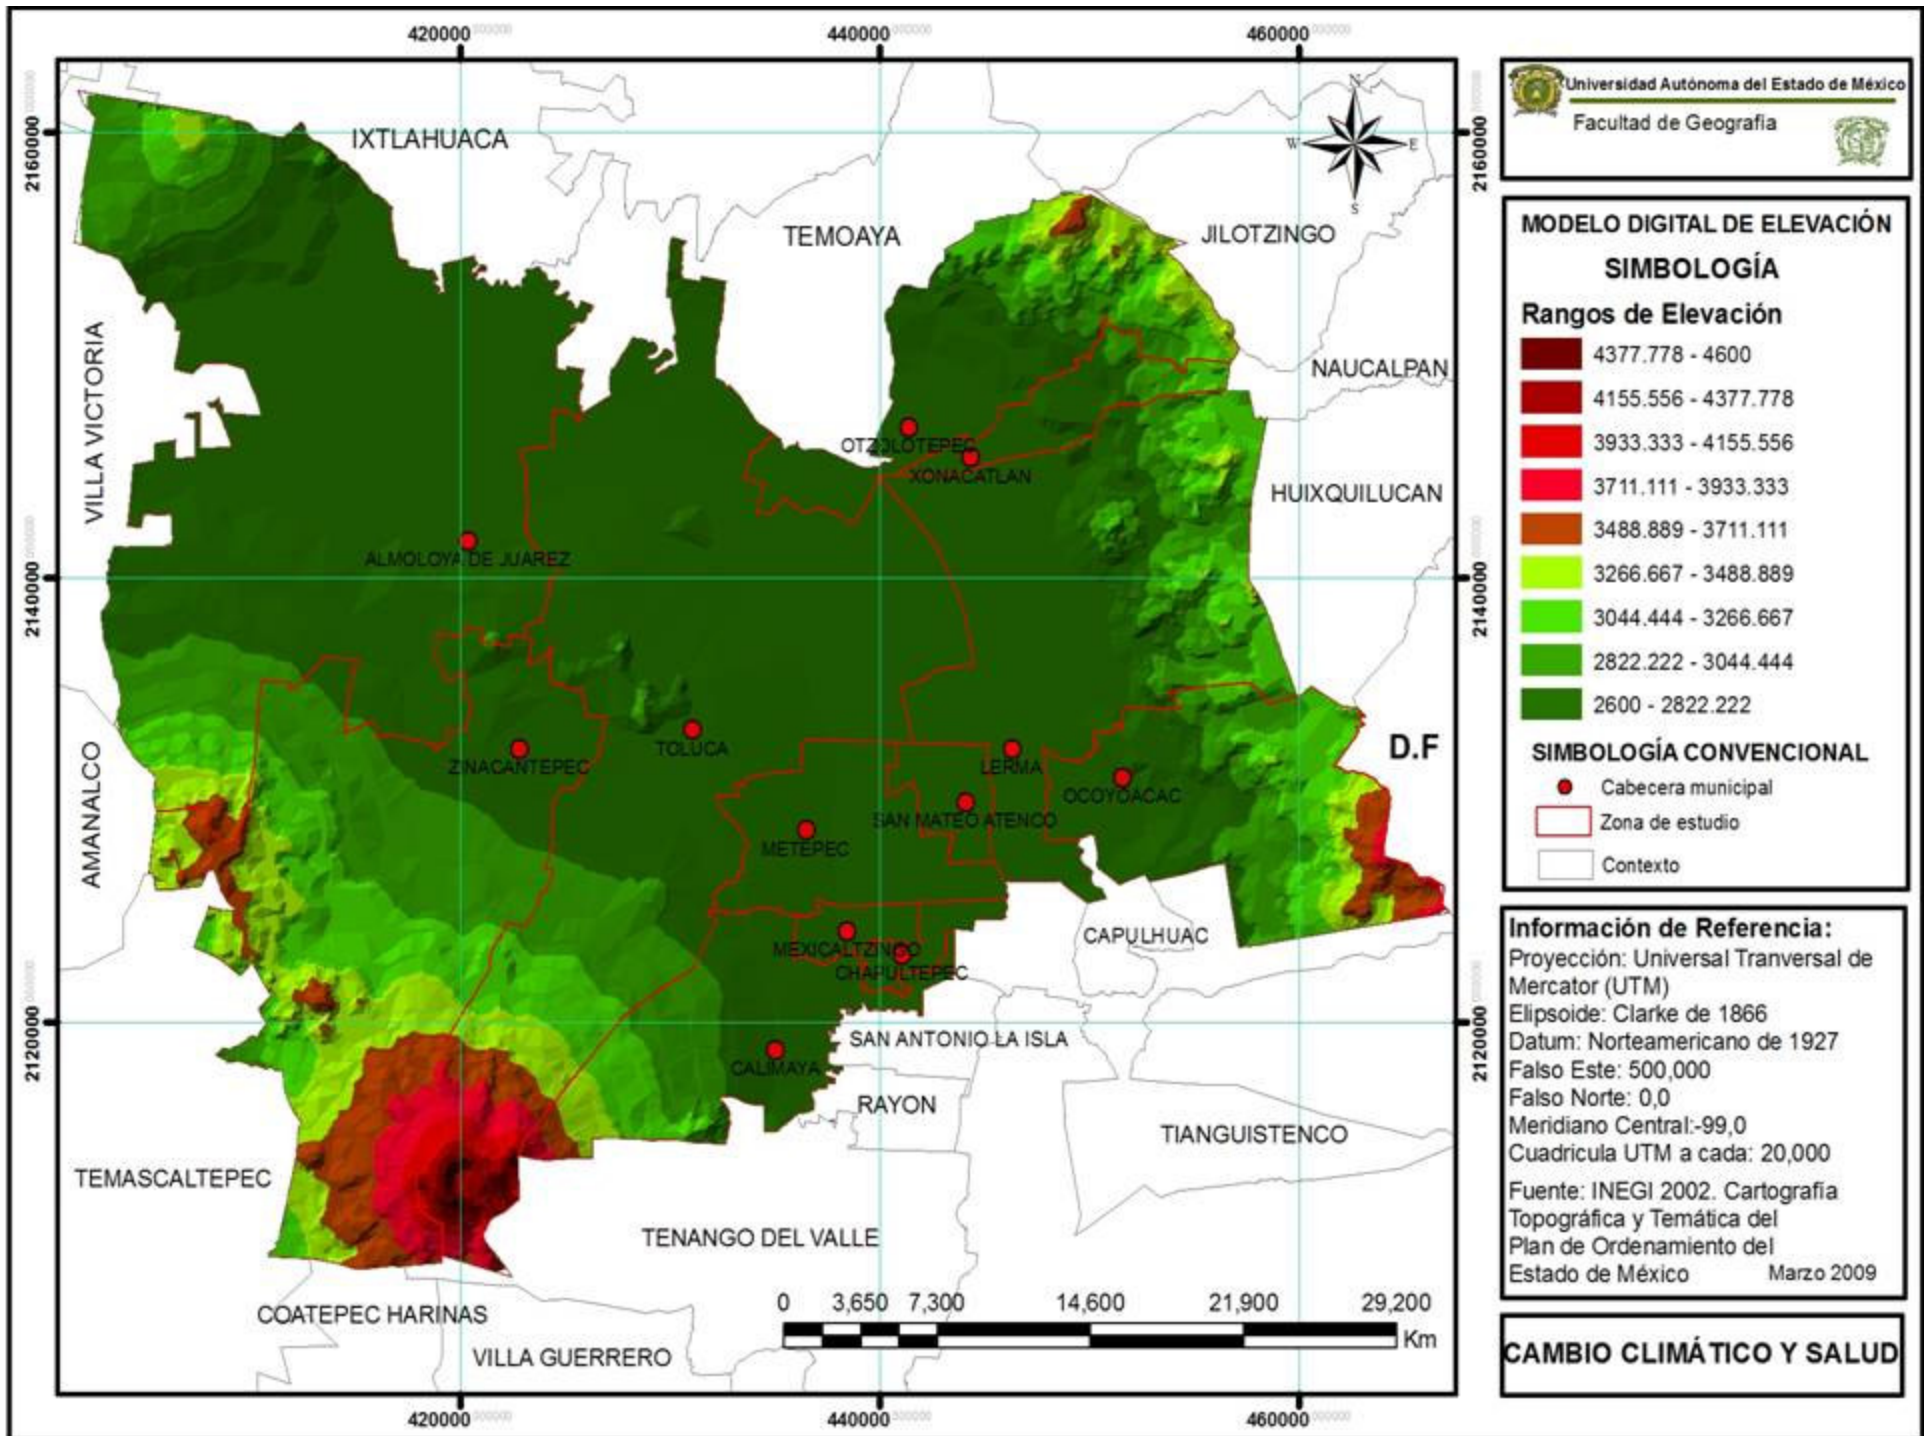 420000
440000
460000
2160000
2140000
2120000
2160000
2140000
2120000
420000
440000
460000
N
W
E
S
IXTLAHUACA
TEMOAYA
JILOTZINGO
NAUCALPAN
HUIXQUILUCAN
VILLA VICTORIA
OTZOLOTEPEC
XONACATLAN
ALMOLOYA DE JUAREZ
AMANALCO
ZINACANTEPEC
TOLUCA
LERMA
D.F
OCOYOACAC
SAN MATEO ATENCO
METEPEC
MEXICALTZINGO
CHAPULTEPEC
CAPULHUAC
SAN ANTONIO LA ISLA
CALIMAYA
RAYON
TIANGUISTENCO
TEMASCALTEPEC
TENANGO DEL VALLE
COATEPEC HARINAS
VILLA GUERRERO
0 3,650 7,300 14,600 21,900 29,200
Km
Universidad Autónoma del Estado de México
Facultad de Geografia
MODELO DIGITAL DE ELEVACIÓN
SIMBOLOGÍA
Rangos de Elevación
4377.778 - 4600
4155.556 - 4377.778
3933.333 - 4155.556
3711.111 - 3933.333
3488.889 - 3711.111
3266.667 - 3488.889
3044.444 - 3266.667
2822.222 - 3044.444
2600 - 2822.222
SIMBOLOGÍA CONVENCIONAL
Cabecera municipal
Zona de estudio
Contexto
Información de Referencia:
Proyección: Universal Tranversal de
Mercator (UTM)
Elipsoide: Clarke de 1866
Datum: Norteamericano de 1927
Falso Este: 500,000
Falso Norte: 0,0
Meridiano Central:-99,0
Cuadricula UTM a cada: 20,000
Fuente: INEGI 2002. Cartografía
Topográfica y Temática del
Plan de Ordenamiento del
Estado de México Marzo 2009
CAMBIO CLIMÁTICO Y SALUD